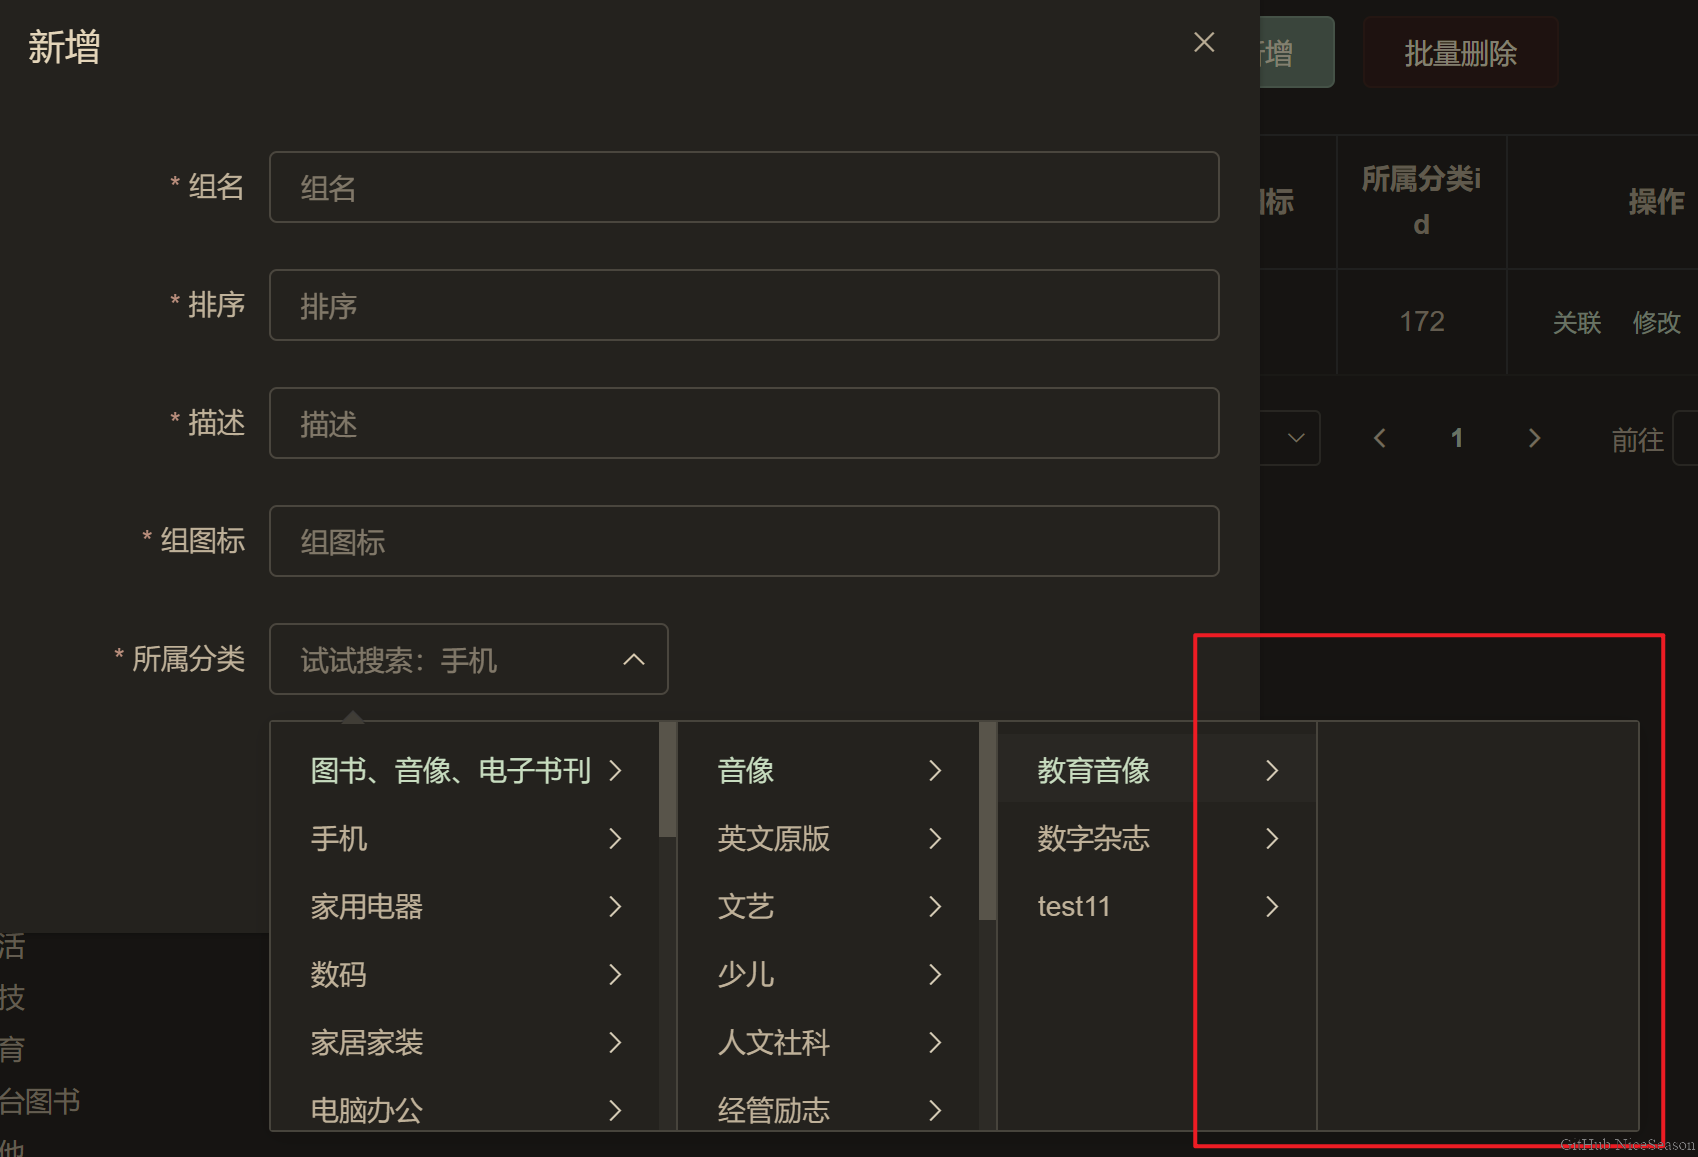 新增
增
批量删除
* 组名
组名
标
所属分类i
d
操作
* 排序
排序
172
关联
修改
* 描述
描述
1
前往
* 组图标
组图标
* 所属分类
试试搜索：手机
图书、音像、电子书刊
音像
教育音像
手机
英文原版
数字杂志
家用电器
文艺
test11
活
数码
少儿
技
家居家装
人文社科
育
台图书
电脑办公
经管励志
他
GitHub-NiceSeason